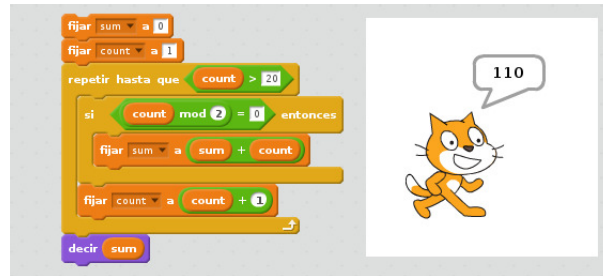 fijar sum a 0
fijar count a 1
repetir hasta que count > 20
si count mod 2 = 0 entonces
fijar sum a sum + count
fijar count a count + 1
decir sum
110